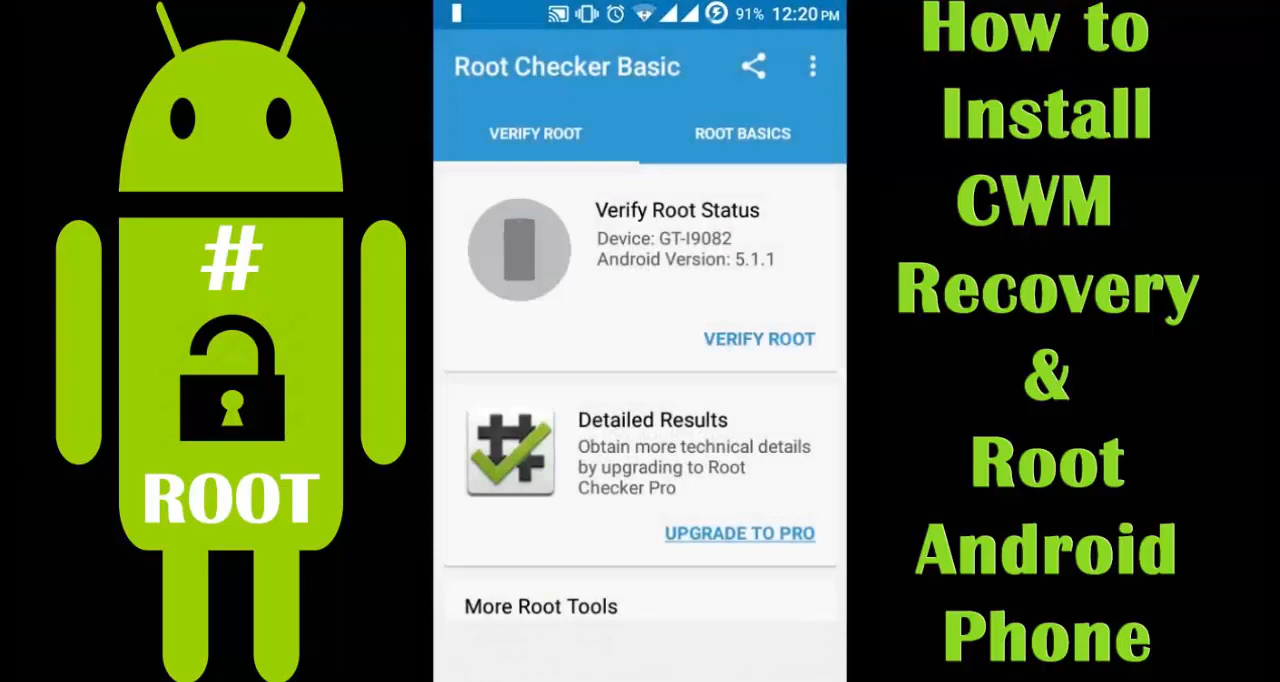 #
ROOT
91% 12:20 PM
Root Checker Basic
VERIFY ROOT
ROOT BASICS
Verify Root Status
Device: GT-I9082
Android Version: 5.1.1
VERIFY ROOT
Detailed Results
Obtain more technical details
by upgrading to Root
Checker Pro
UPGRADE TO PRO
More Root Tools
How to
Install
CWM
Recovery
&
Root
Android
Phone